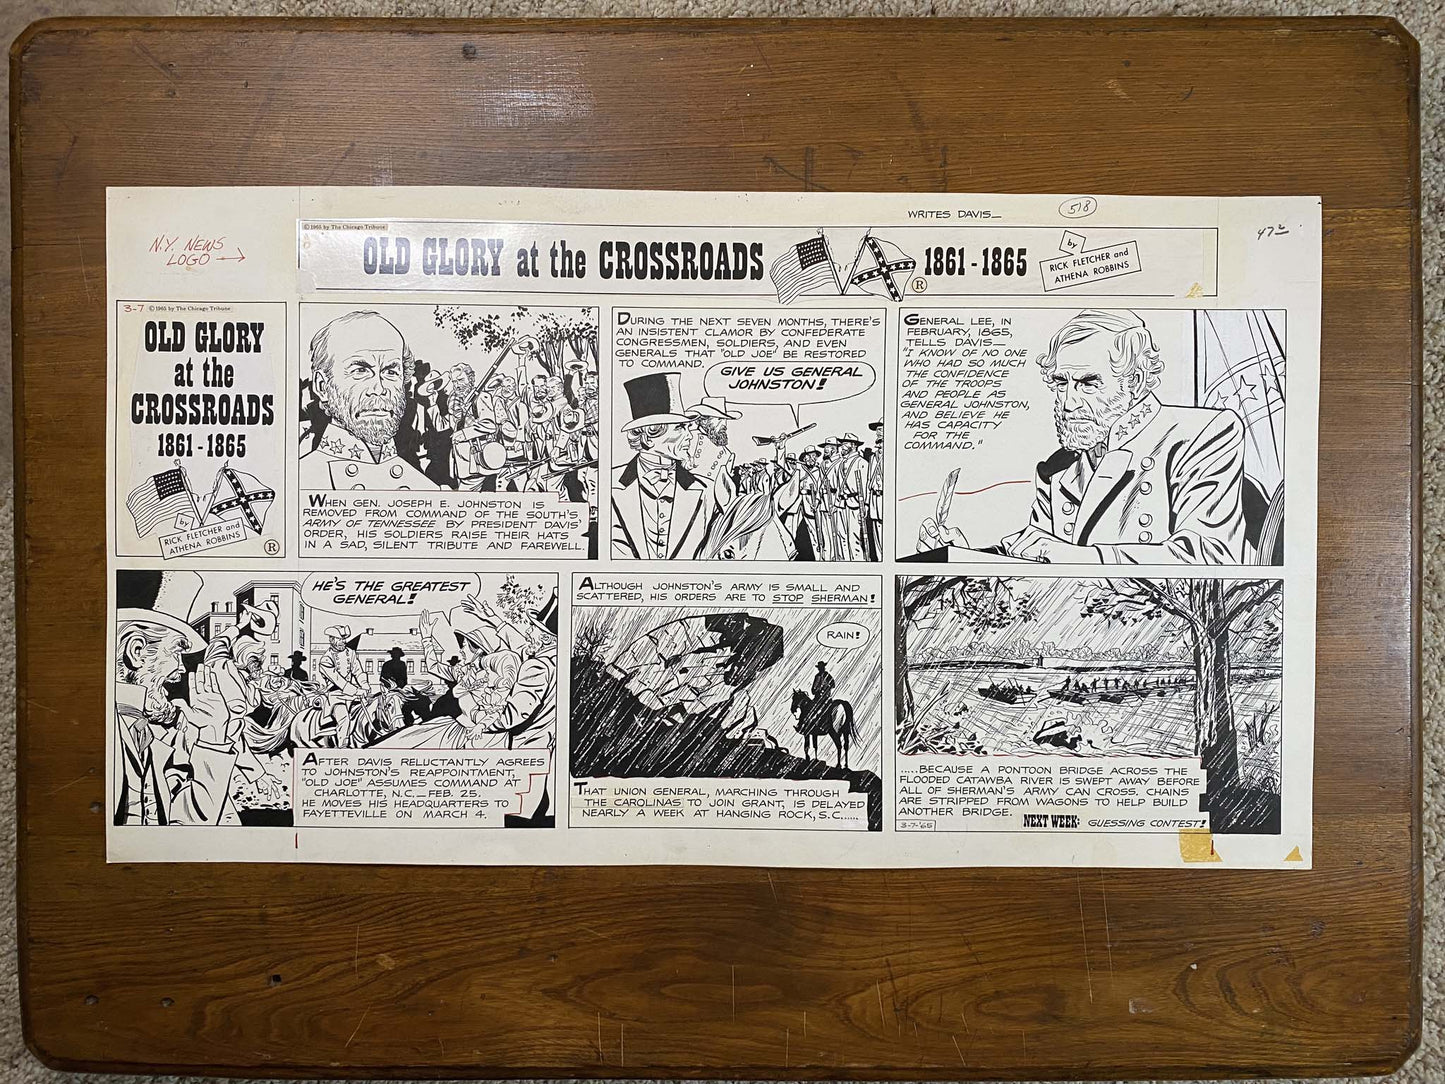 WRITES DAVIS—
518
N.Y. NEWS
LOGO →
© 1965 by The Chicago Tribune
OLD GLORY at the CROSSROADS
1861-1865
by
RICK FLETCHER and
ATHENA ROBBINS
®
3-7 © 1965 by The Chicago Tribune
OLD GLORY
at the
CROSSROADS
1861-1865
by
RICK FLETCHER and
ATHENA ROBBINS
®
WHEN GEN. JOSEPH E. JOHNSTON IS
REMOVED FROM COMMAND OF THE SOUTH'S
ARMY OF TENNESSEE BY PRESIDENT DAVIS'
ORDER, HIS SOLDIERS RAISE THEIR HATS
IN A SAD, SILENT TRIBUTE AND FAREWELL.
DURING THE NEXT SEVEN MONTHS, THERE'S
AN INSISTENT CLAMOR BY CONFEDERATE
CONGRESSMEN, SOLDIERS, AND EVEN
GENERALS THAT "OLD JOE" BE RESTORED
TO COMMAND.
GIVE US GENERAL
JOHNSTON!
GENERAL LEE, IN
FEBRUARY, 1865,
TELLS DAVIS—
"I KNOW OF NO ONE
WHO HAD SO MUCH
THE CONFIDENCE
OF THE TROOPS
AND PEOPLE AS
GENERAL JOHNSTON,
AND BELIEVE HE
HAS CAPACITY
FOR THE
COMMAND."
HE'S THE GREATEST
GENERAL!
AFTER DAVIS RELUCTANTLY AGREES
TO JOHNSTON'S REAPPOINTMENT,
"OLD JOE" ASSUMES COMMAND AT
CHARLOTTE, N.C.—FEB. 25.
HE MOVES HIS HEADQUARTERS TO
FAYETTEVILLE ON MARCH 4.
ALTHOUGH JOHNSTON'S ARMY IS SMALL AND
SCATTERED, HIS ORDERS ARE TO STOP SHERMAN!
RAIN!
THAT UNION GENERAL, MARCHING THROUGH
THE CAROLINAS TO JOIN GRANT, IS DELAYED
NEARLY A WEEK AT HANGING ROCK, S.C......
.....BECAUSE A PONTOON BRIDGE ACROSS THE
FLOODED CATAWBA RIVER IS SWEPT AWAY BEFORE
ALL OF SHERMAN'S ARMY CAN CROSS. CHAINS
ARE STRIPPED FROM WAGONS TO HELP BUILD
ANOTHER BRIDGE.
NEXT WEEK: GUESSING CONTEST!
3-7-'65